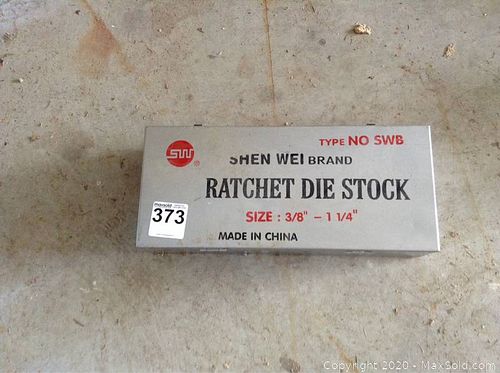 TYPE NO SWB
SW ®
SHEN WEI BRAND
RATCHET DIE STOCK
maxsold
373
SIZE : 3/8" – 1 1/4"
MADE IN CHINA
Copyright 2020 - MaxSold.com